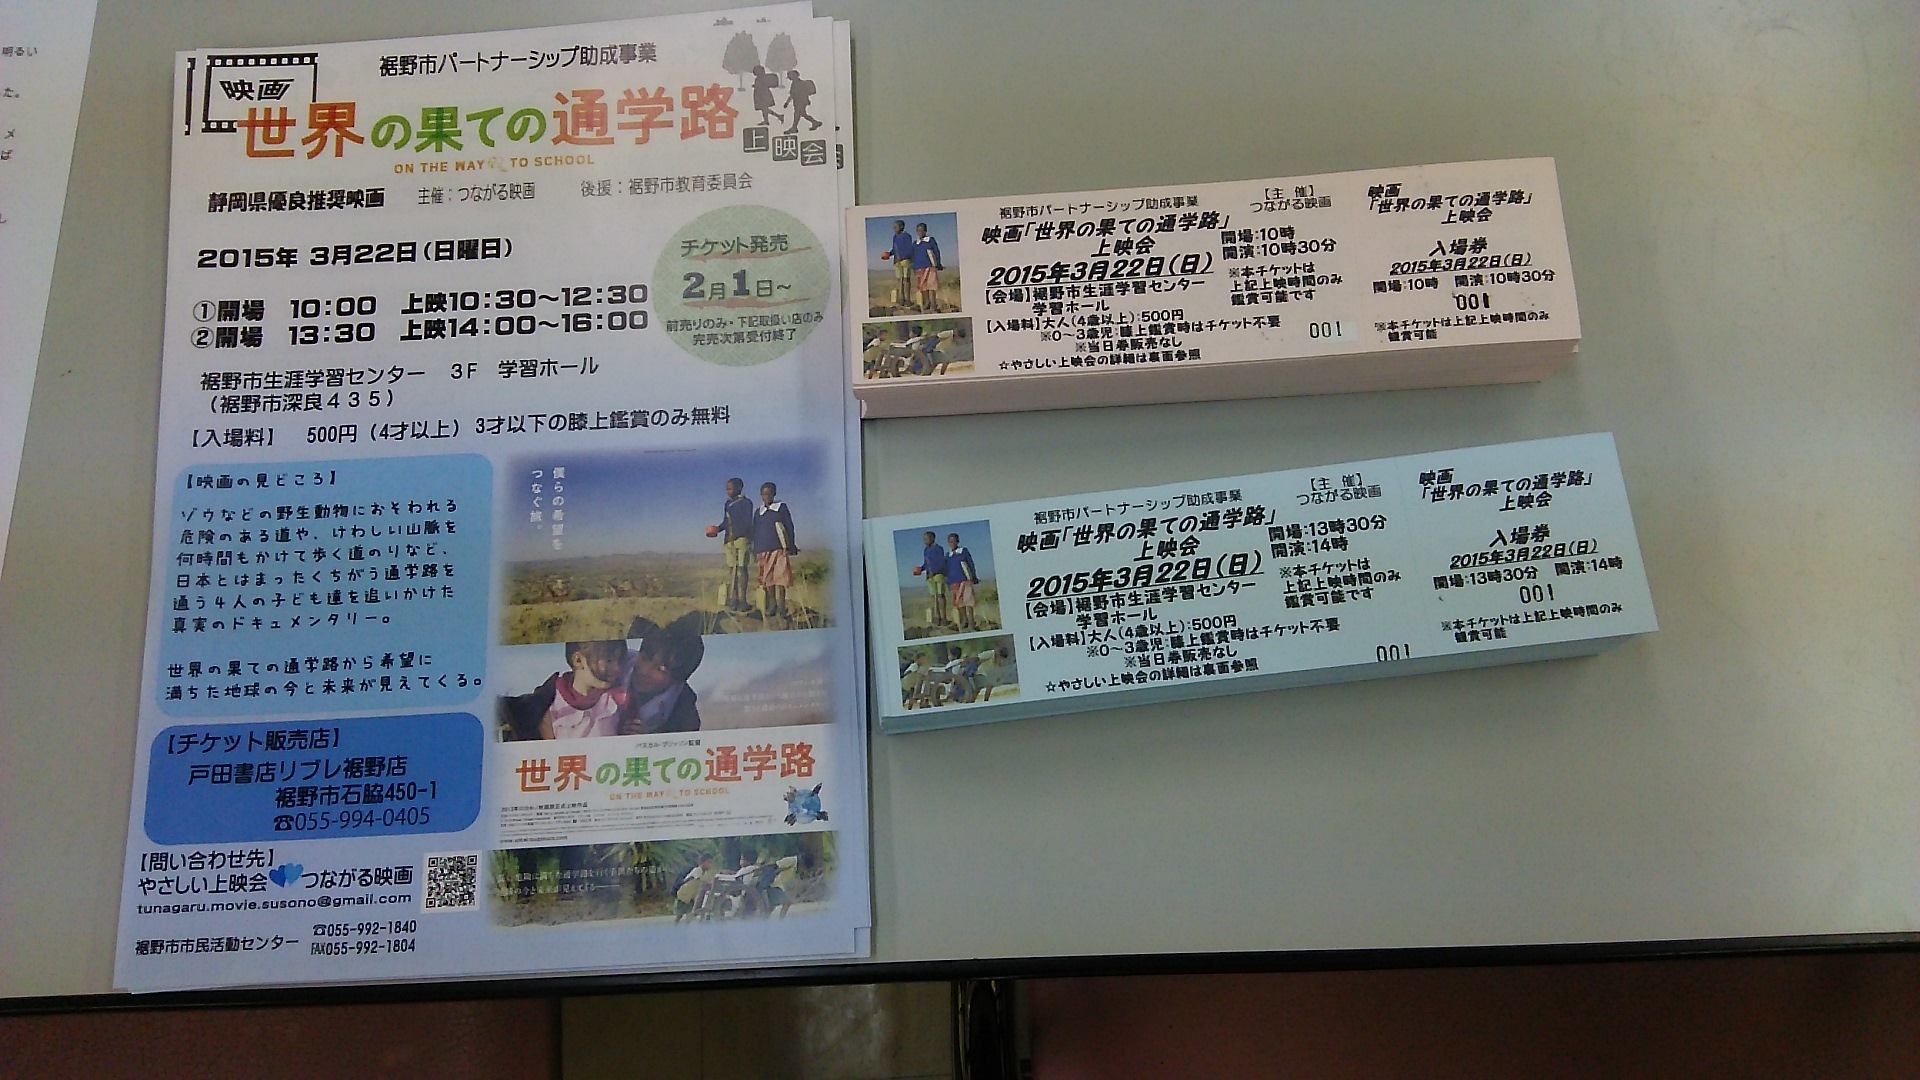 明るい
た。
メ
ば
裾野市パートナーシップ助成事業
映画
世界の果ての通学路
ON THE WAY TO SCHOOL
上映会
静岡県優良推奨映画 主催：つながる映画 後援：裾野市教育委員会
2015年 3月22日(日曜日)
チケット発売
2月1日～
前売りのみ・下記取扱い店のみ
完売次第受付終了
①開場 10:00 上映10:30～12:30
②開場 13:30 上映14:00～16:00
裾野市生涯学習センター 3F 学習ホール
(裾野市深良435)
【入場料】 500円 (4才以上) 3才以下の膝上鑑賞のみ無料
【映画の見どころ】
ゾウなどの野生動物におそわれる
危険のある道や、けわしい山脈を
何時間もかけて歩く道のりなど、
日本とはまったくちがう通学路を
通う4人の子ども達を追いかけた
真実のドキュメンタリー。
世界の果ての通学路から希望に
満ちた地球の今と未来が見えてくる。
【チケット販売店】
戸田書店リブレ裾野店
裾野市石脇450-1
☎055-994-0405
【問い合わせ先】
やさしい上映会 つながる映画
tunagaru.movie.susono@gmail.com
裾野市市民活動センター
☎055-992-1840
FAX055-992-1804
僕らの希望を
つなぐ旅。
パスカル・プリッソン監督
世界の果ての通学路
ON THE WAY TO SCHOOL
裾野市パートナーシップ助成事業
【主 催】
つながる映画
映画「世界の果ての通学路」
上映会
開場:10時
開演:10時30分
2015年3月22日(日)
【会場】裾野市生涯学習センター
学習ホール
※本チケットは
上記上映時間のみ
鑑賞可能です
【入場料】大人(4歳以上):500円
※0～3歳児:膝上鑑賞時はチケット不要
※当日券販売なし
☆やさしい上映会の詳細は裏面参照
001
映画
「世界の果ての通学路」
上映会
入場券
2015年3月22日(日)
開場:10時 開演:10時30分
001
※本チケットは上記上映時間のみ
鑑賞可能
裾野市パートナーシップ助成事業
【主 催】
つながる映画
映画「世界の果ての通学路」
上映会
開場:13時30分
開演:14時
2015年3月22日(日)
【会場】裾野市生涯学習センター
学習ホール
※本チケットは
上記上映時間のみ
鑑賞可能です
【入場料】大人(4歳以上):500円
※0～3歳児:膝上鑑賞時はチケット不要
※当日券販売なし
☆やさしい上映会の詳細は裏面参照
001
映画
「世界の果ての通学路」
上映会
入場券
2015年3月22日(日)
開場:13時30分 開演:14時
001
※本チケットは上記上映時間のみ
鑑賞可能